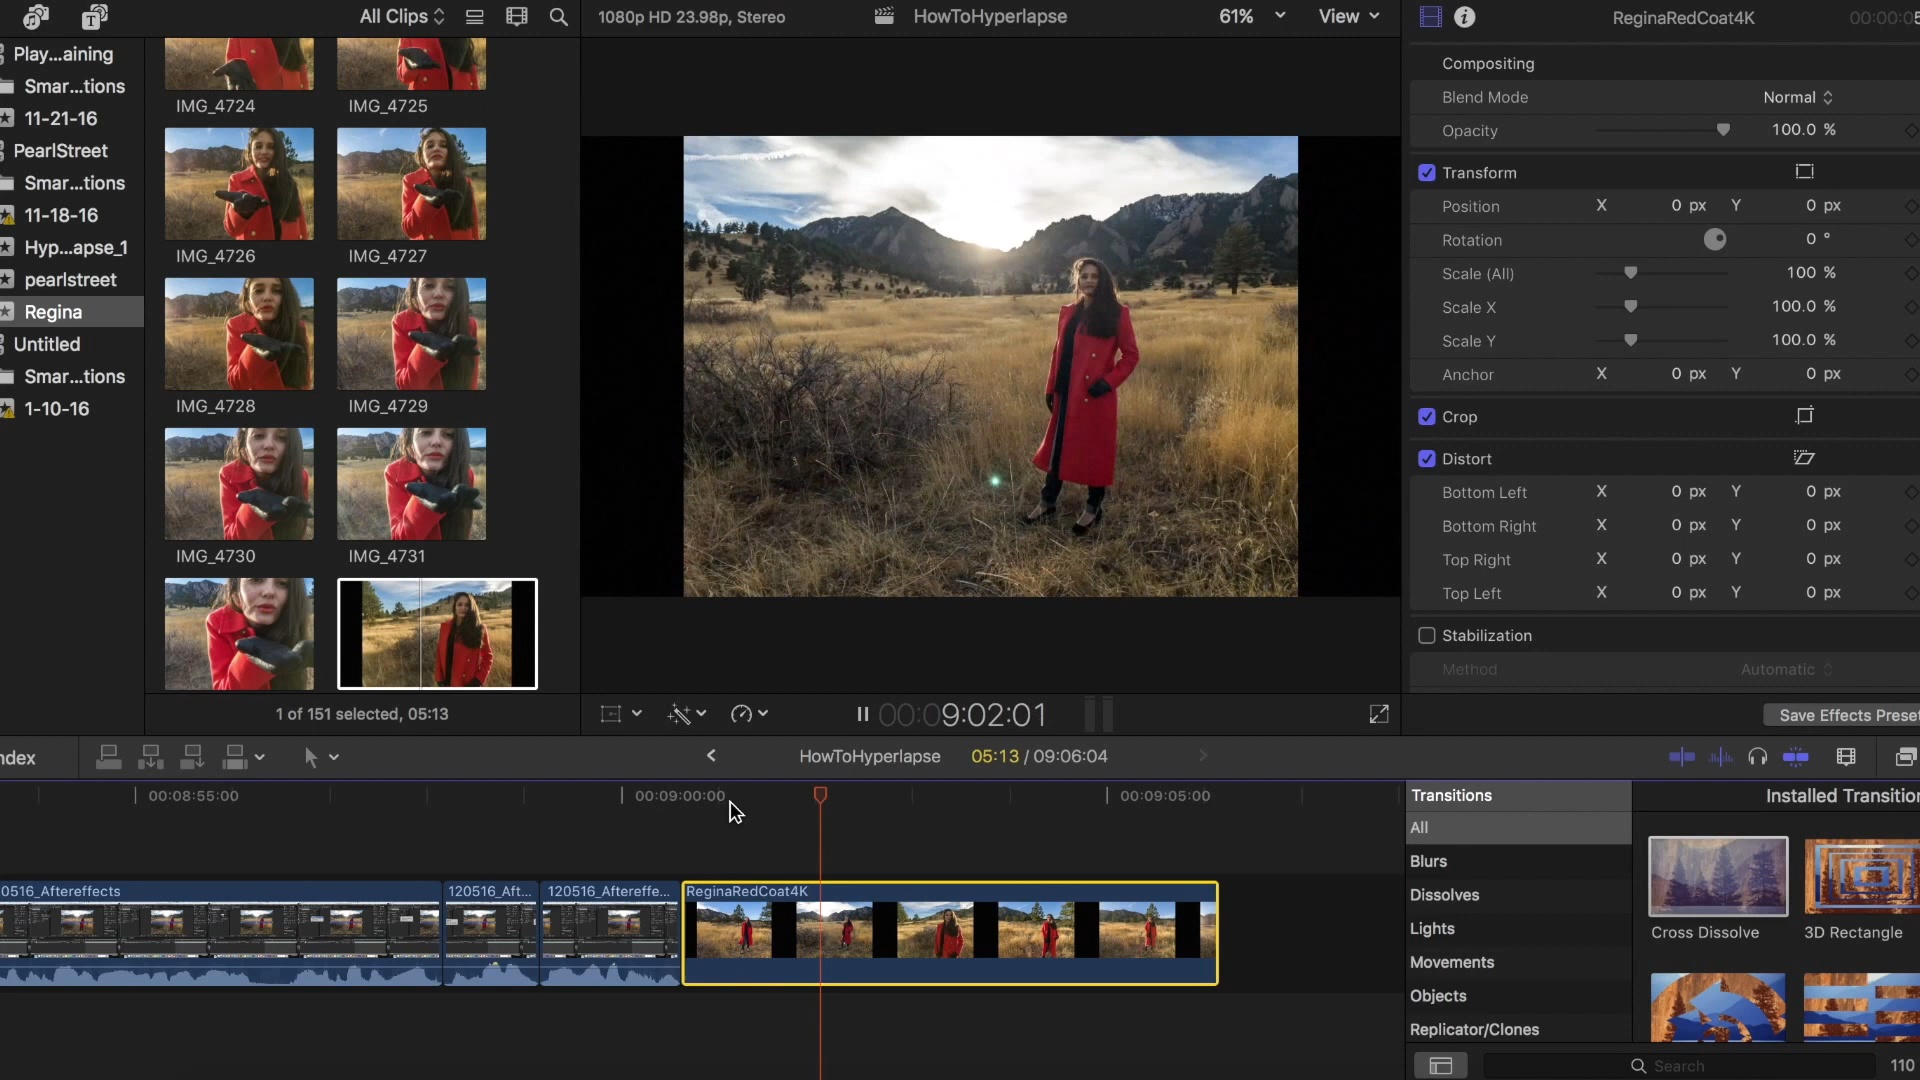 All Clips
1080p HD 23.98p, Stereo
HowToHyperlapse
61%
View
ReginaRedCoat4K
Play...aining
Smar...tions
11-21-16
PearlStreet
Smar...tions
11-18-16
Hyp...apse_1
pearlstreet
Regina
Untitled
Smar...tions
1-10-16
IMG_4724
IMG_4725
IMG_4726
IMG_4727
IMG_4728
IMG_4729
IMG_4730
IMG_4731
1 of 151 selected, 05:13
00:00:9:02:01
Compositing
Blend Mode Normal
Opacity 100.0 %
Transform
Position X 0 px Y 0 px
Rotation 0 °
Scale (All) 100 %
Scale X 100.0 %
Scale Y 100.0 %
Anchor X 0 px Y 0 px
Crop
Distort
Bottom Left X 0 px Y 0 px
Bottom Right X 0 px Y 0 px
Top Right X 0 px Y 0 px
Top Left X 0 px Y 0 px
Stabilization
Method Automatic
Save Effects Preset
ndex
HowToHyperlapse 05:13 / 09:06:04
00:08:55:00
00:09:00:00
00:09:05:00
0516_Aftereffects
120516_Aft...
120516_Aftereffe...
ReginaRedCoat4K
Transitions
Installed Transition
All
Blurs
Dissolves
Lights
Movements
Objects
Replicator/Clones
Cross Dissolve
3D Rectangle
Search
110